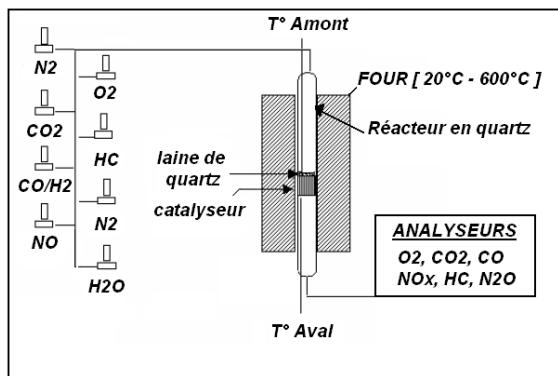 T° Amont
N2
O2
CO2
HC
CO/H2
N2
NO
H2O
FOUR [ 20°C - 600°C ]
Réacteur en quartz
laine de
quartz
catalyseur
ANALYSEURS
O2, CO2, CO
NOx, HC, N2O
T° Aval